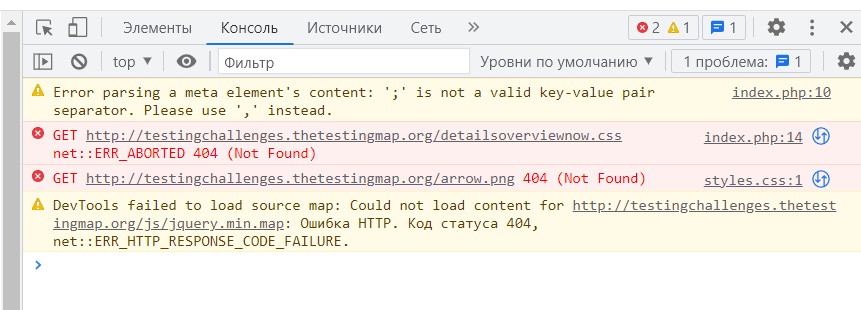 Элементы Консоль Источники Сеть » 2 1 1
top ▼ Фильтр Уровни по умолчанию ▼ 1 проблема: 1
Error parsing a meta element's content: ';' is not a valid key-value pair index.php:10
separator. Please use ',' instead.
GET http://testingchallenges.thetestingmap.org/detailsoverviewnow.css index.php:14
net::ERR_ABORTED 404 (Not Found)
GET http://testingchallenges.thetestingmap.org/arrow.png 404 (Not Found) styles.css:1
DevTools failed to load source map: Could not load content for http://testingchallenges.thetest
ingmap.org/js/jquery.min.map: Ошибка HTTP. Код статуса 404,
net::ERR_HTTP_RESPONSE_CODE_FAILURE.